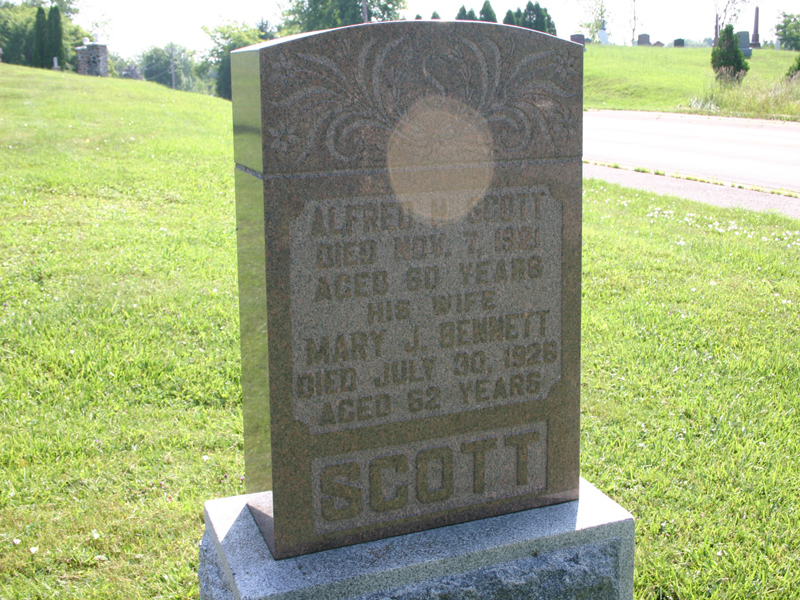 ALFRED H. SCOTT
DIED NOV. 7, 1921
AGED 60 YEARS
HIS WIFE
MARY J. BENNETT
DIED JULY 30, 1926
AGED 62 YEARS
SCOTT